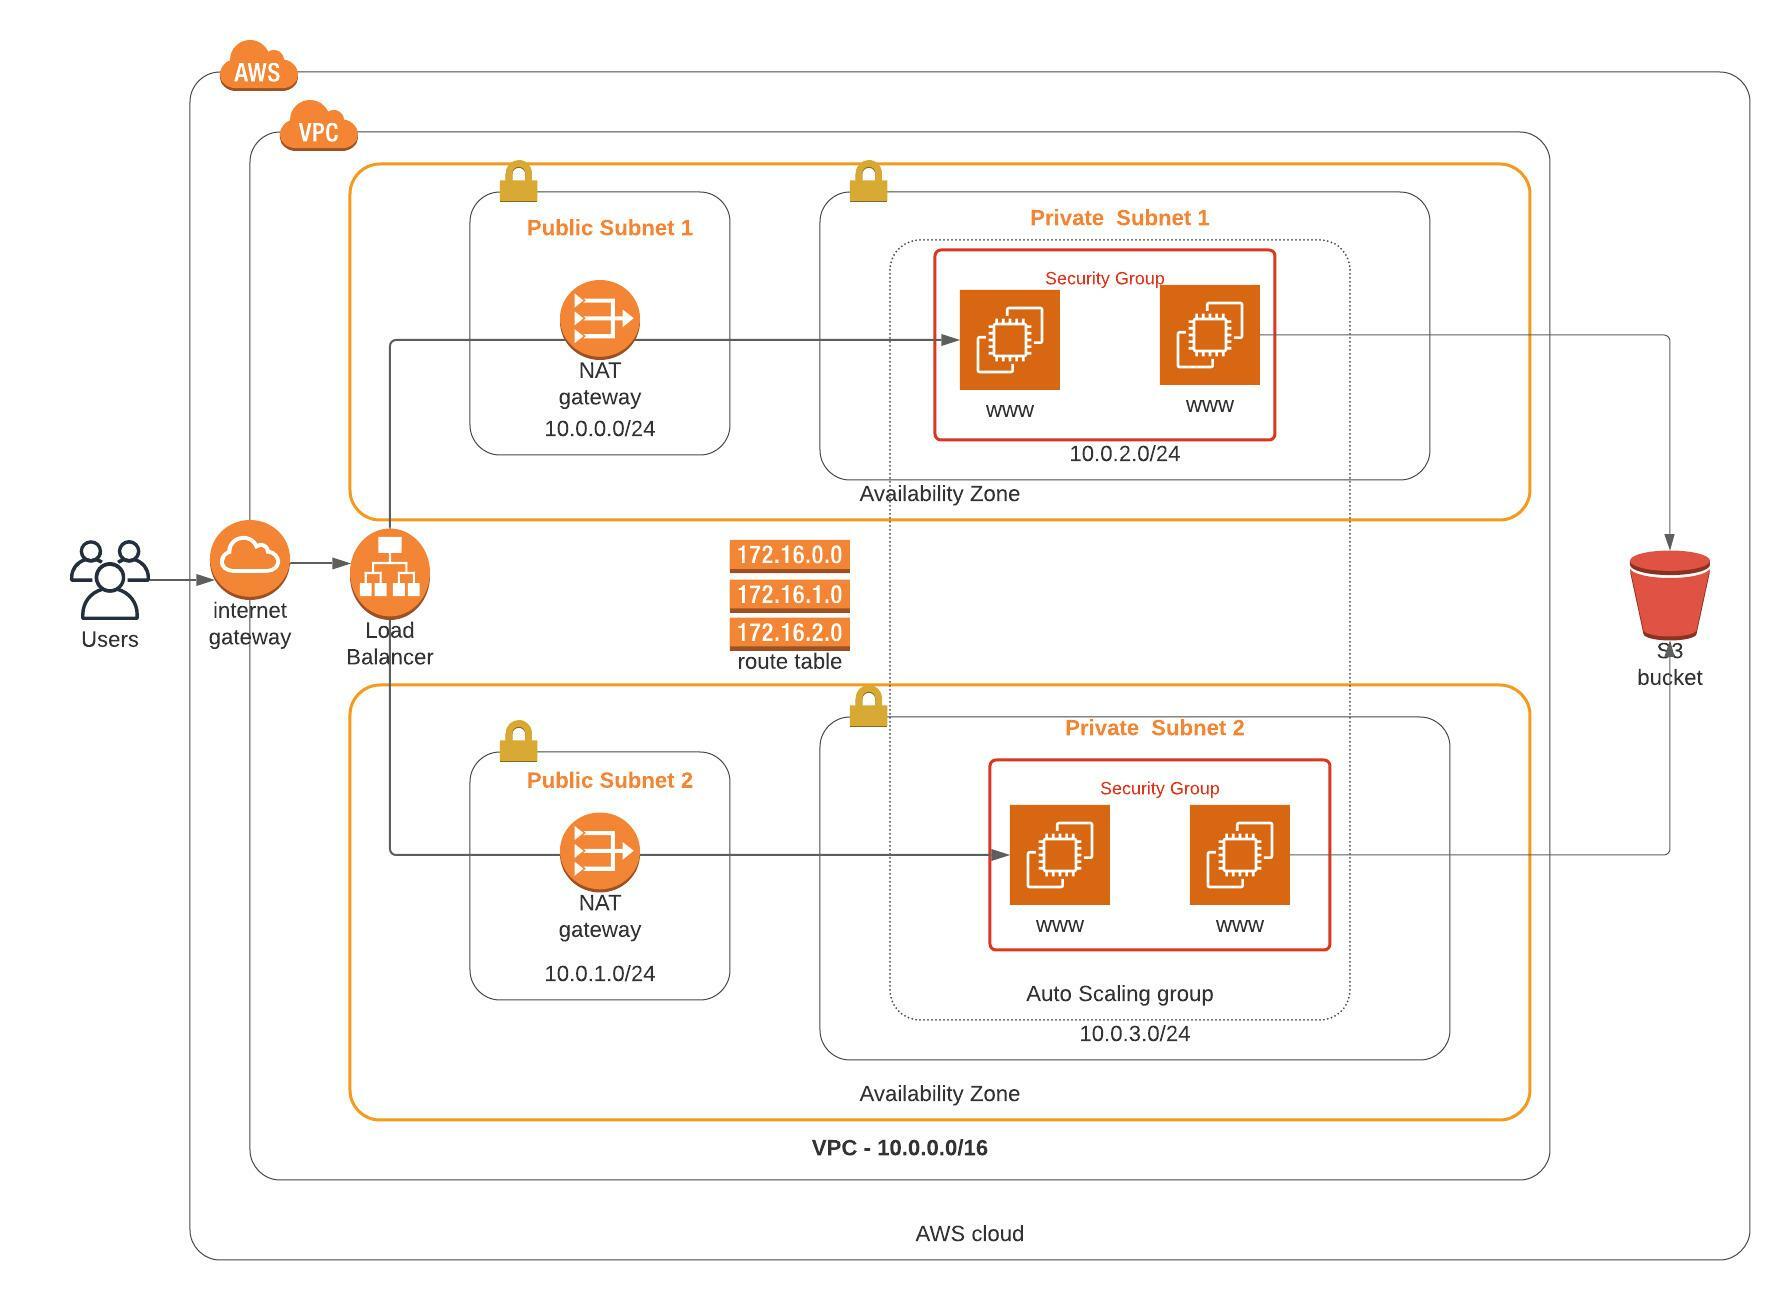 AWS
VPC
Public Subnet 1
NAT
gateway
10.0.0.0/24
Private  Subnet 1
Security Group
www
www
10.0.2.0/24
Availability Zone
Users
internet
gateway
Load
Balancer
172.16.0.0
172.16.1.0
172.16.2.0
route table
S3
bucket
Public Subnet 2
NAT
gateway
10.0.1.0/24
Private  Subnet 2
Security Group
www
www
Auto Scaling group
10.0.3.0/24
Availability Zone
VPC - 10.0.0.0/16
AWS cloud